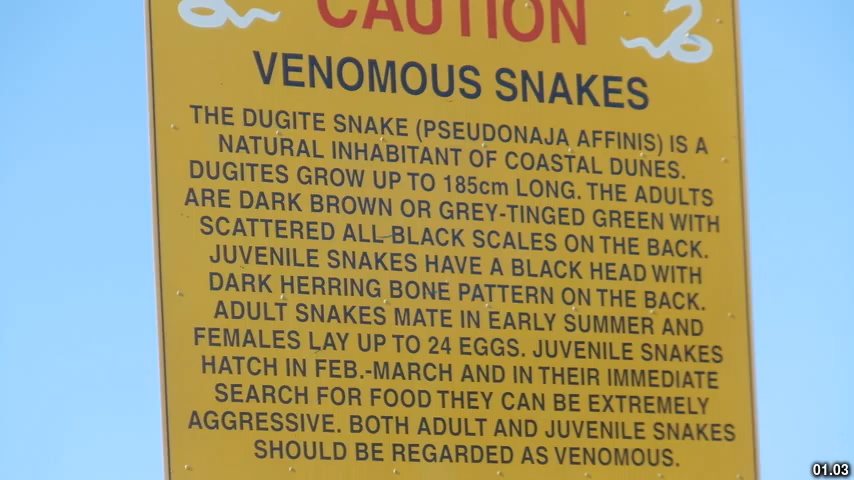 CAUTION
VENOMOUS SNAKES
THE DUGITE SNAKE (PSEUDONAJA AFFINIS) IS A
NATURAL INHABITANT OF COASTAL DUNES.
DUGITES GROW UP TO 185cm LONG. THE ADULTS
ARE DARK BROWN OR GREY-TINGED GREEN WITH
SCATTERED ALL BLACK SCALES ON THE BACK.
JUVENILE SNAKES HAVE A BLACK HEAD WITH
DARK HERRING BONE PATTERN ON THE BACK.
ADULT SNAKES MATE IN EARLY SUMMER AND
FEMALES LAY UP TO 24 EGGS. JUVENILE SNAKES
HATCH IN FEB.-MARCH AND IN THEIR IMMEDIATE
SEARCH FOR FOOD THEY CAN BE EXTREMELY
AGGRESSIVE. BOTH ADULT AND JUVENILE SNAKES
SHOULD BE REGARDED AS VENOMOUS.
01.03